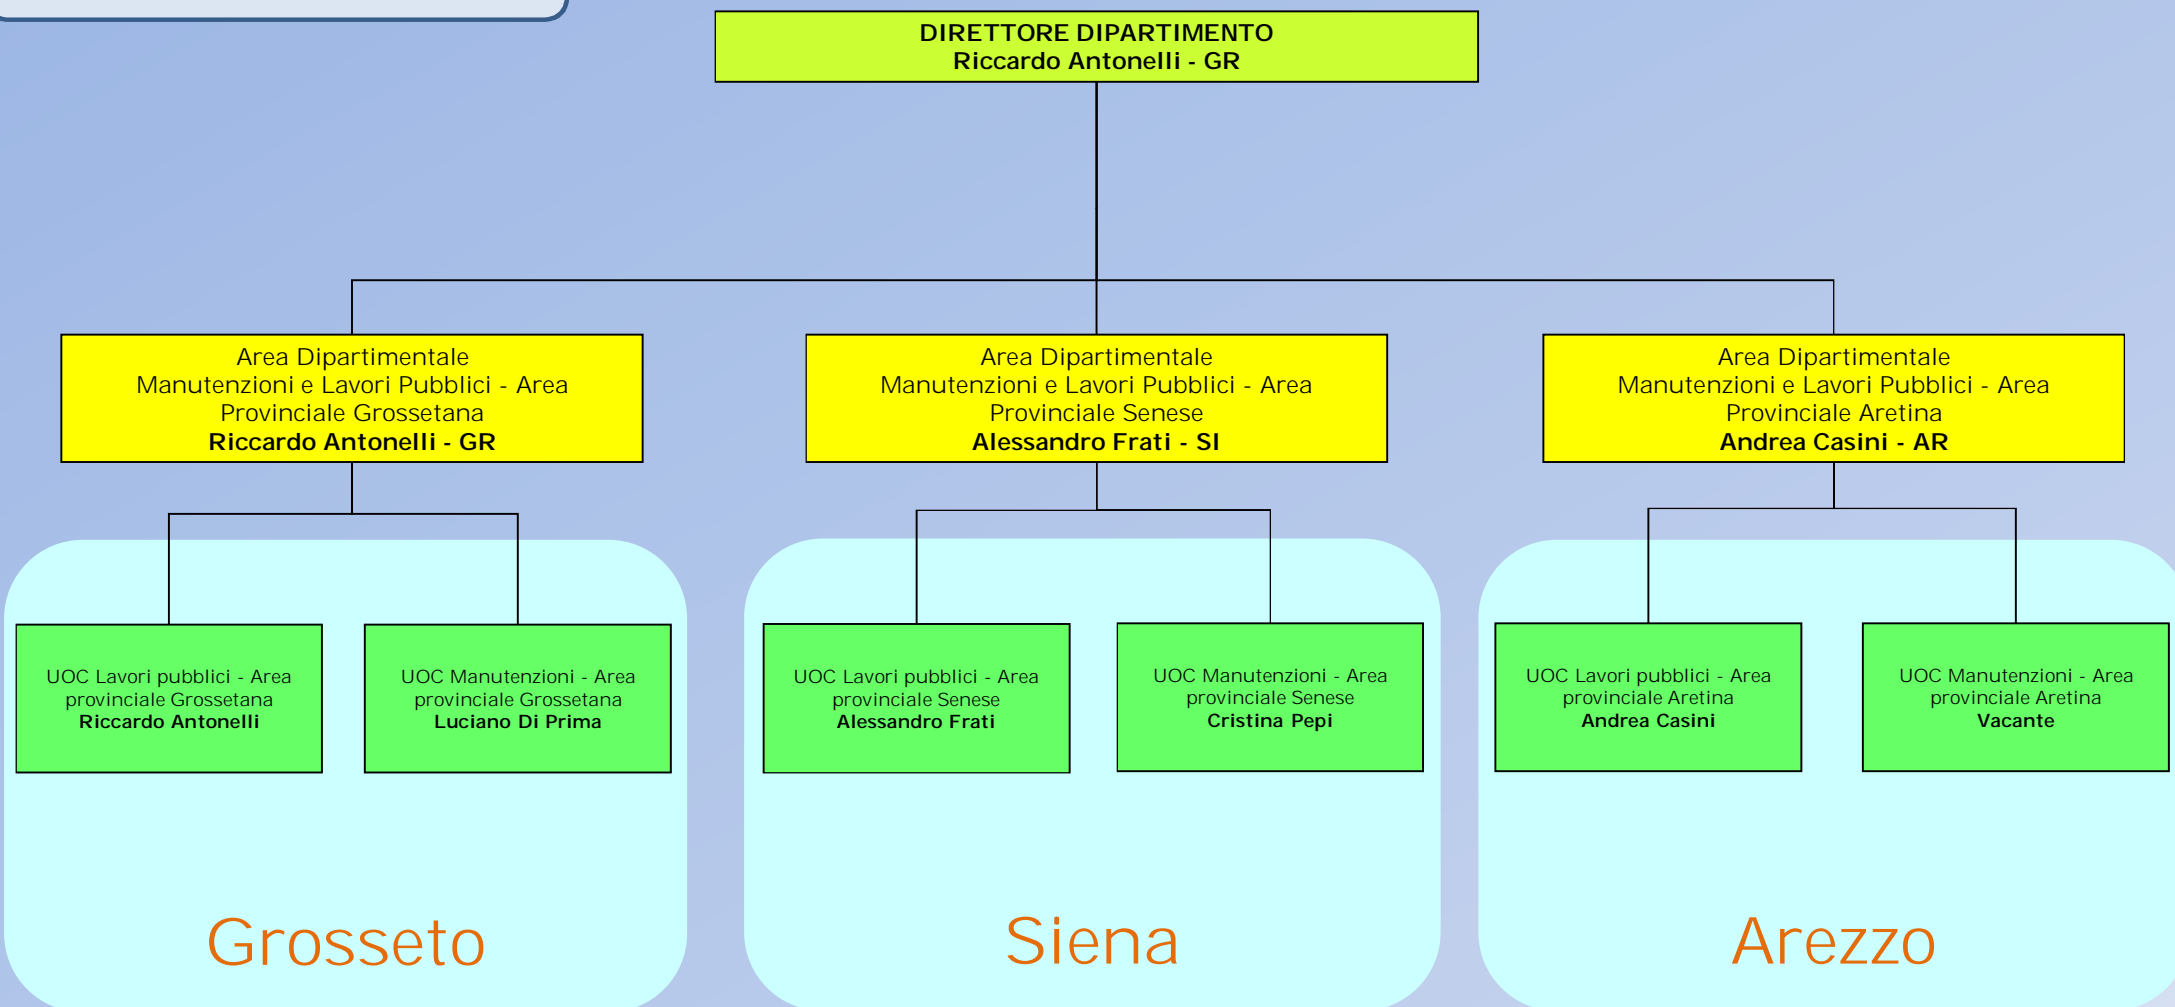 DIRETTORE DIPARTIMENTO
Riccardo Antonelli - GR
Area Dipartimentale
Manutenzioni e Lavori Pubblici - Area
Provinciale Grossetana
Riccardo Antonelli - GR
Area Dipartimentale
Manutenzioni e Lavori Pubblici - Area
Provinciale Senese
Alessandro Frati - SI
Area Dipartimentale
Manutenzioni e Lavori Pubblici - Area
Provinciale Aretina
Andrea Casini - AR
UOC Lavori pubblici - Area
provinciale Grossetana
Riccardo Antonelli
UOC Manutenzioni - Area
provinciale Grossetana
Luciano Di Prima
UOC Lavori pubblici - Area
provinciale Senese
Alessandro Frati
UOC Manutenzioni - Area
provinciale Senese
Cristina Pepi
UOC Lavori pubblici - Area
provinciale Aretina
Andrea Casini
UOC Manutenzioni - Area
provinciale Aretina
Vacante
Grosseto
Siena
Arezzo